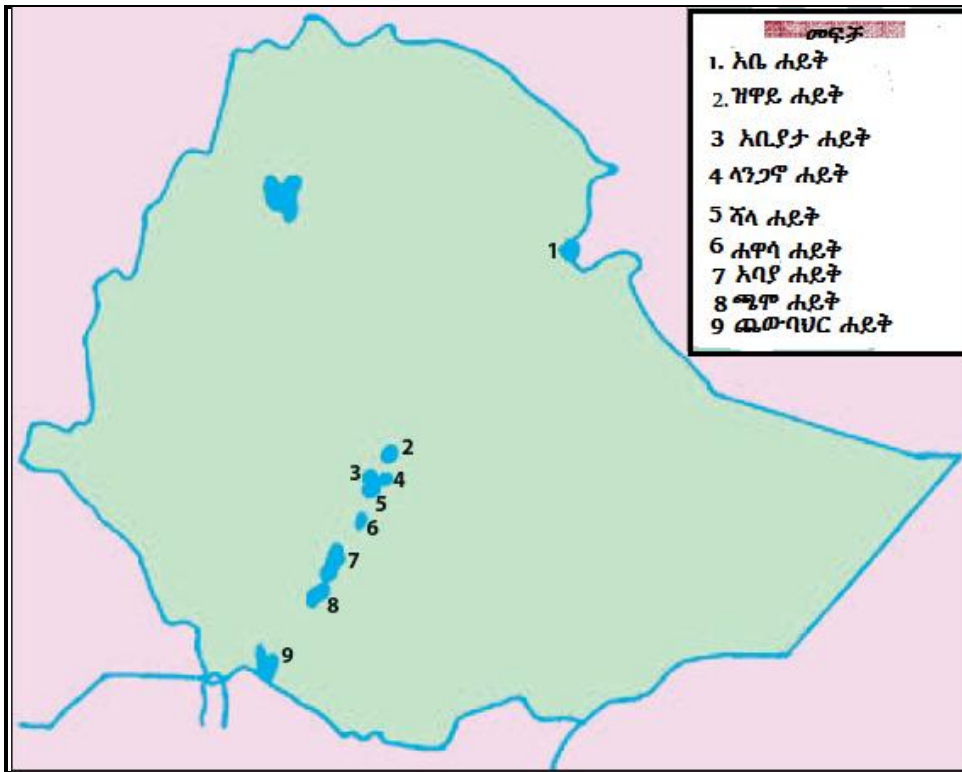 መፍቻ
1. አቤ ሐይቅ
2. ዝዋይ ሐይቅ
3 አቢያታ ሐይቅ
4 ላንጋኖ ሐይቅ
5 ሻላ ሐይቅ
6 ሐዋሳ ሐይቅ
7 አባያ ሐይቅ
8 ጫሞ ሐይቅ
9 ጨውባህር ሐይቅ
1
2
3
4
5
6
7
8
9